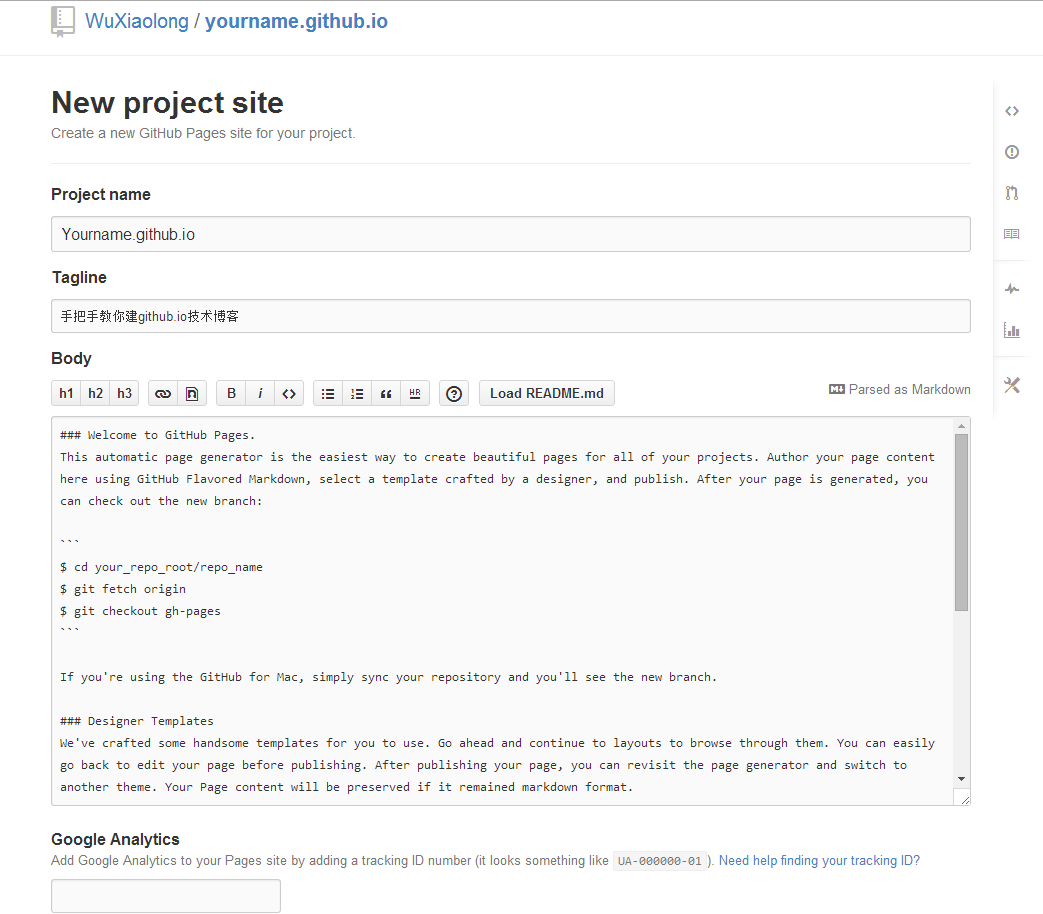 WuXiaolong / yourname.github.io
New project site
Create a new GitHub Pages site for your project.
Project name
Yourname.github.io
Tagline
手把手教你建github.io技术博客
Body
h1 h2 h3 B i <> “ HR ? Load README.md
Parsed as Markdown
### Welcome to GitHub Pages.
This automatic page generator is the easiest way to create beautiful pages for all of your projects. Author your page content
here using GitHub Flavored Markdown, select a template crafted by a designer, and publish. After your page is generated, you
can check out the new branch:
```
$ cd your_repo_root/repo_name
$ git fetch origin
$ git checkout gh-pages
```
If you're using the GitHub for Mac, simply sync your repository and you'll see the new branch.
### Designer Templates
We've crafted some handsome templates for you to use. Go ahead and continue to layouts to browse through them. You can easily
go back to edit your page before publishing. After publishing your page, you can revisit the page generator and switch to
another theme. Your Page content will be preserved if it remained markdown format.
Google Analytics
Add Google Analytics to your Pages site by adding a tracking ID number (it looks something like UA-000000-01 ). Need help finding your tracking ID?